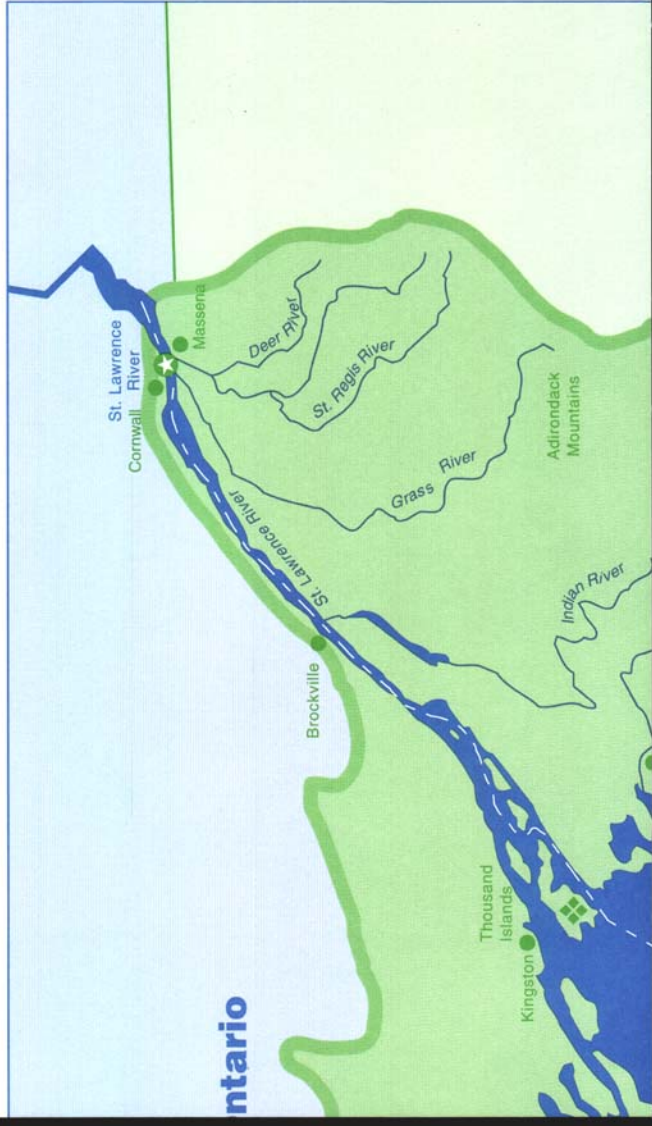 St. Lawrence
River
Cornwall
Massena
Deer River
St. Regis River
Grass River
St. Lawrence River
Adirondack
Mountains
Indian River
Brockville
Thousand
Islands
Kingston
ntario